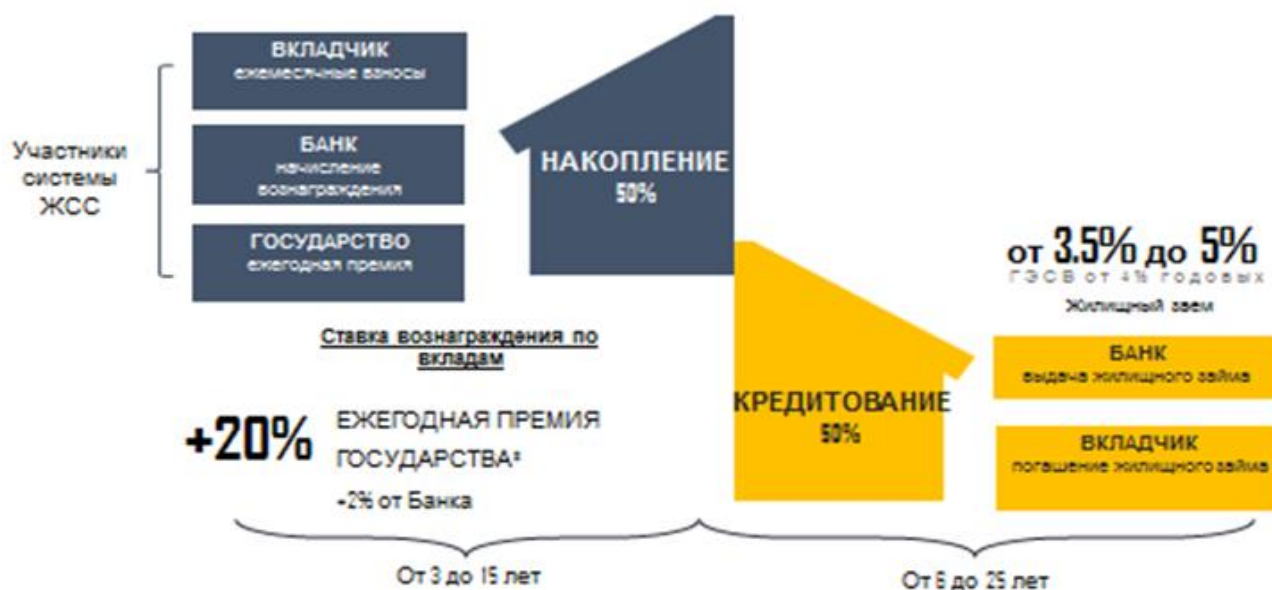 Участники
системы
ЖСС
ВКЛАДЧИК
ежемесячные взносы
БАНК
начисление
вознаграждения
ГОСУДАРСТВО
ежегодная премия
НАКОПЛЕНИЕ
50%
Ставка вознаграждения по
вкладам
+20%
ЕЖЕГОДНАЯ ПРЕМИЯ
ГОСУДАРСТВА*
+2% от Банка
От 3 до 15 лет
КРЕДИТОВАНИЕ
50%
от 3.5% до 5%
ГЭСВ от 4% годовых
Жилищный заем
БАНК
выдача жилищного займа
ВКЛАДЧИК
погашение жилищного займа
От 6 до 25 лет